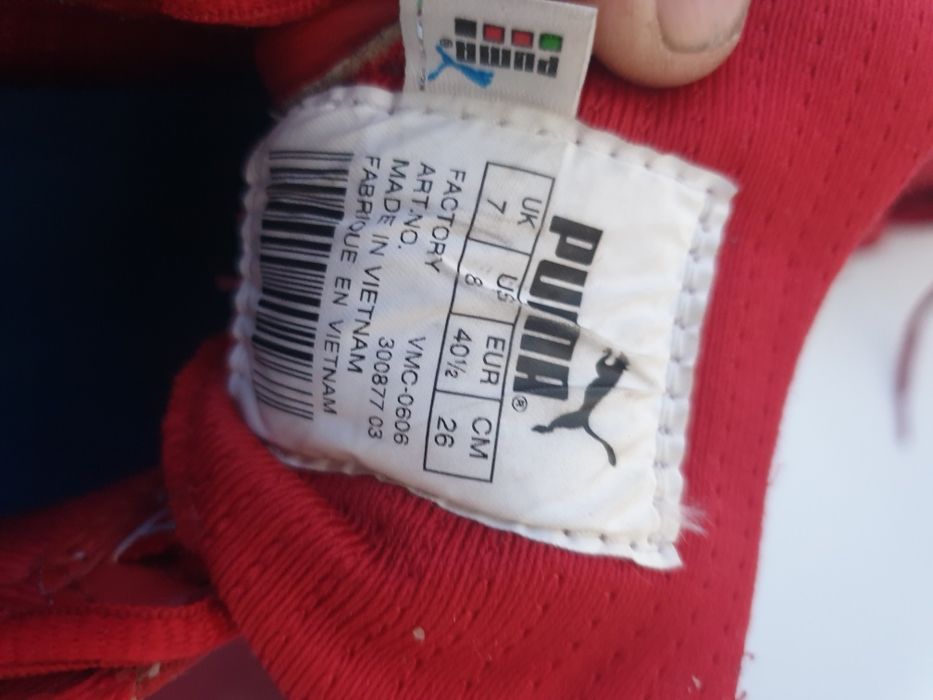 PUMA
PUMA®
UK US EUR CM
7 8 40½ 26
FACTORY VMC-0606
ART.NO. 300877 03
MADE IN VIETNAM
FABRIQUE EN VIETNAM